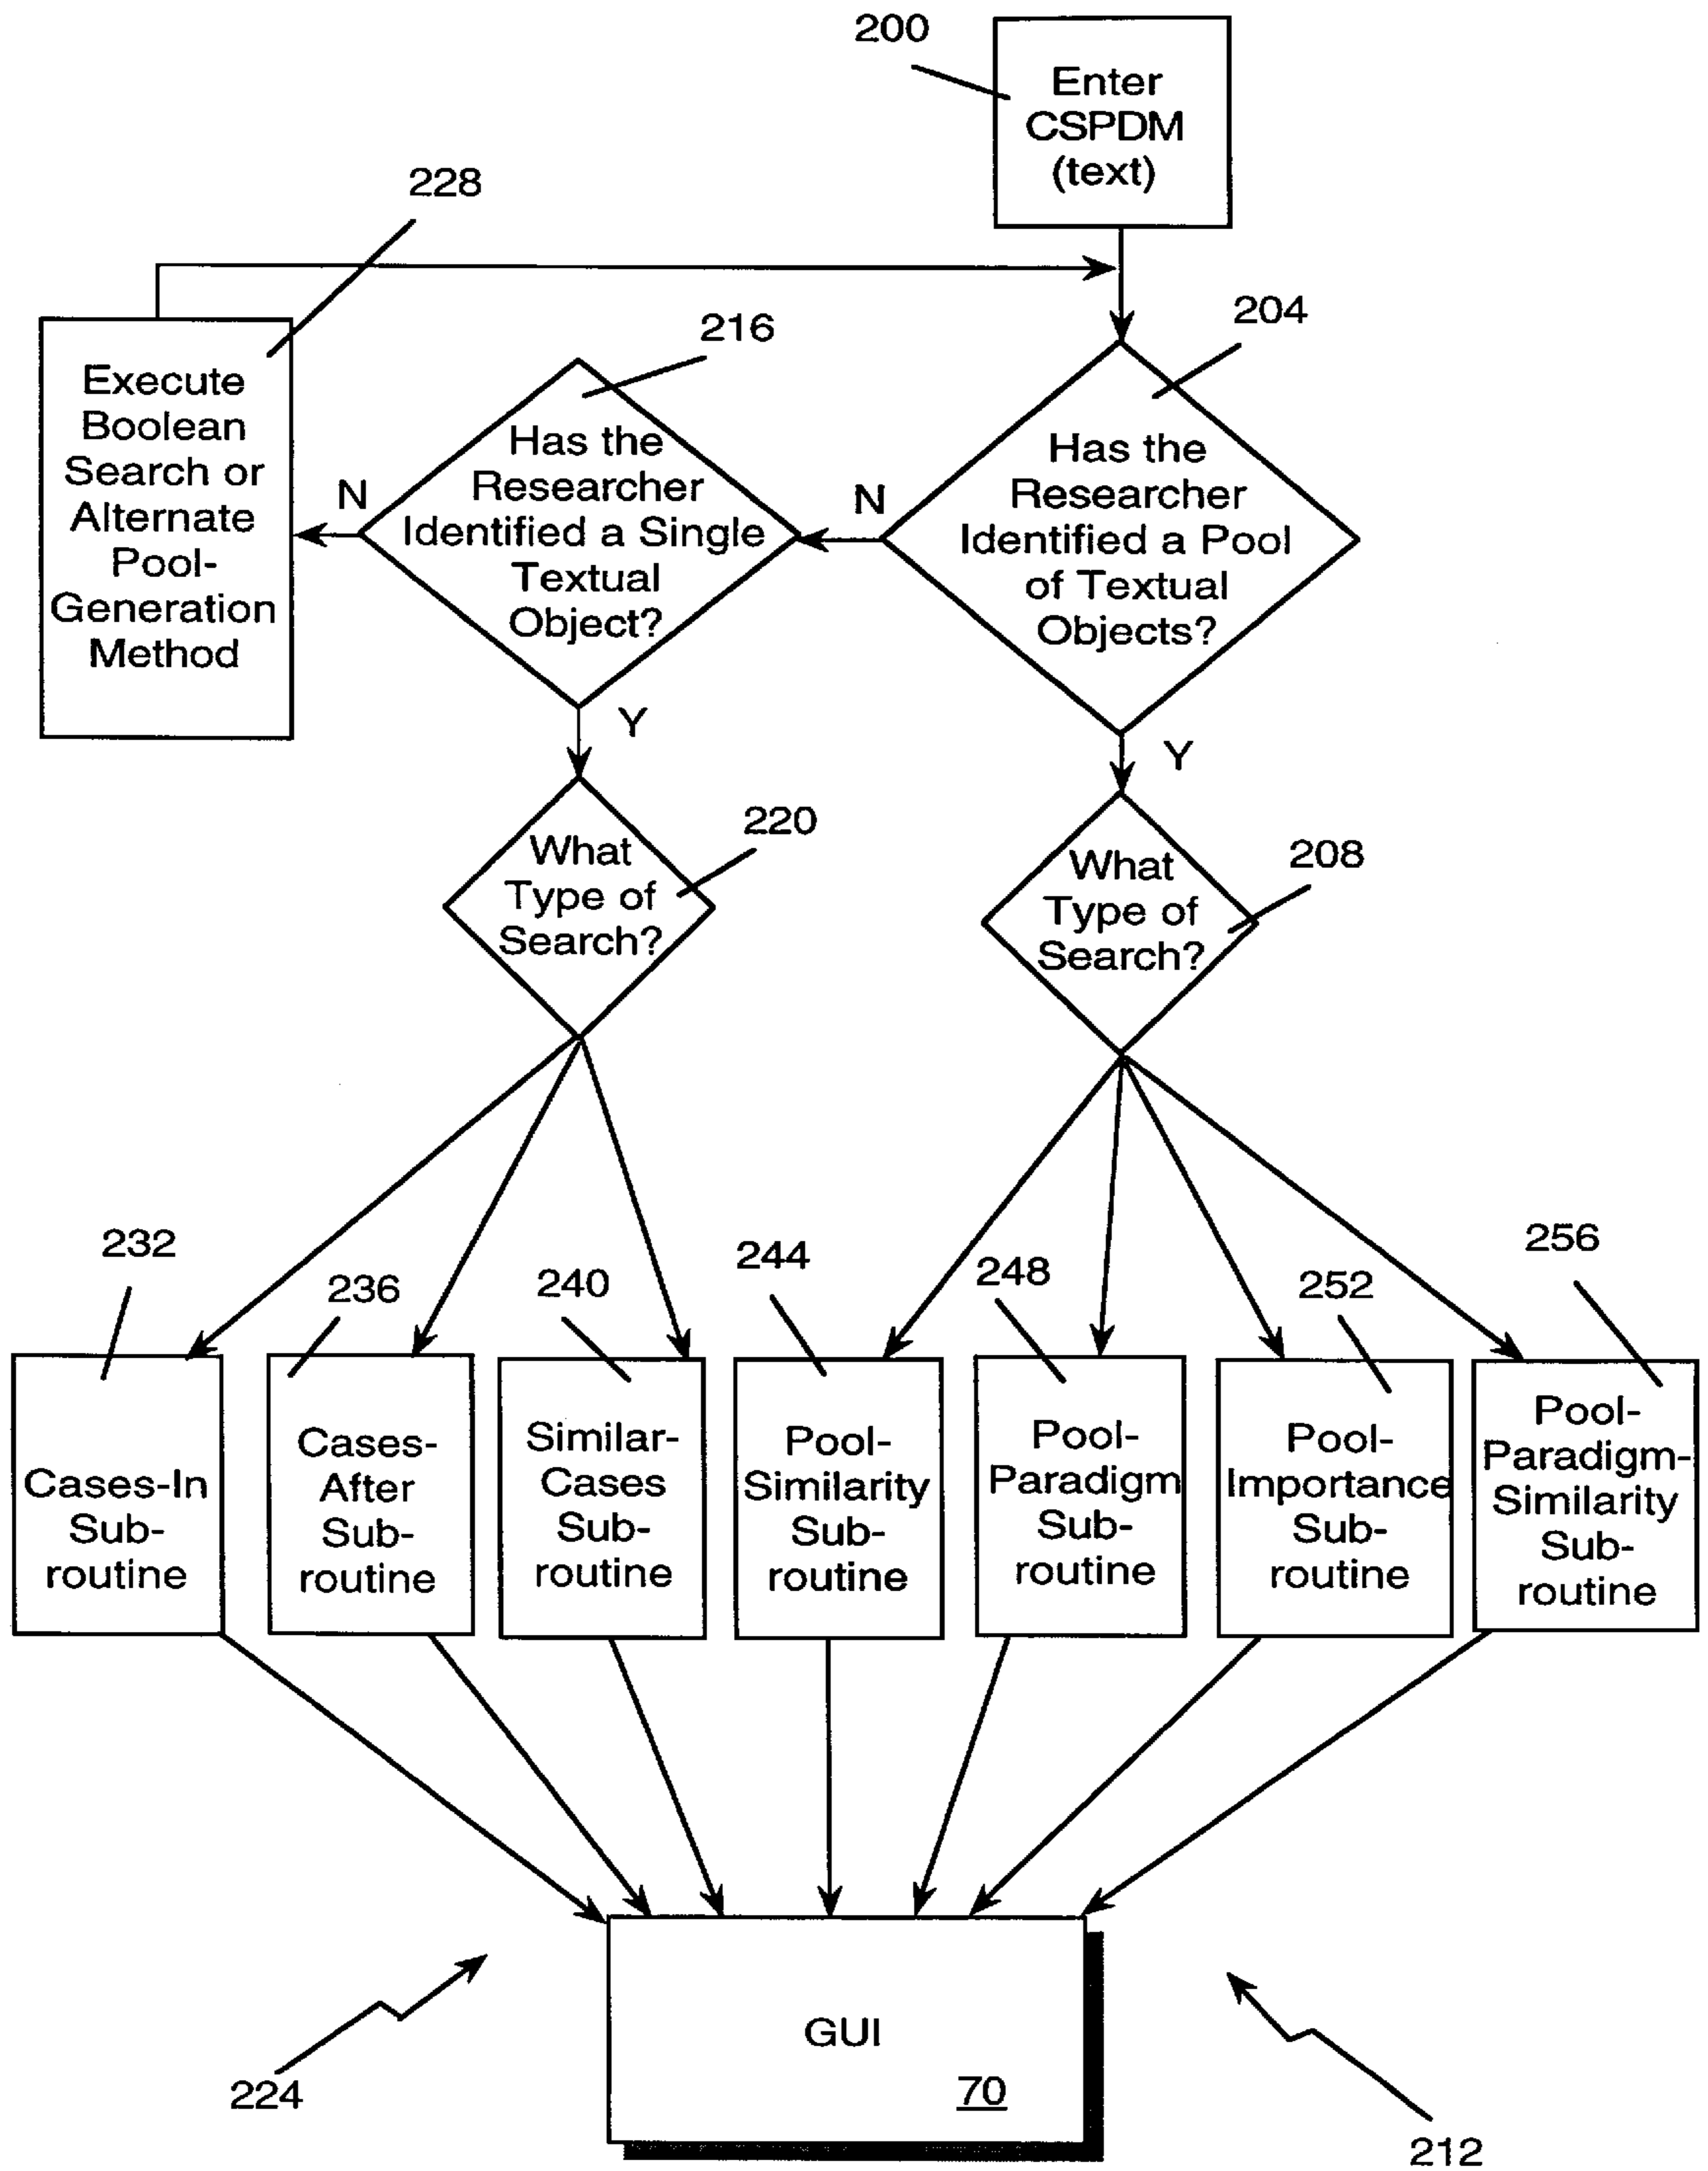 200
Enter
CSPDM
(text)
228
204
216
Execute
Boolean
Search or
Alternate
Pool-
Generation
Method
N
Has the
Researcher
Identified a Single
Textual
Object?
N
Has the
Researcher
Identified a Pool
of Textual
Objects?
Y
Y
220
What
Type of
Search?
208
What
Type of
Search?
232
236
240
244
248
252
256
Cases-In
Sub-
routine
Cases-
After
Sub-
routine
Similar-
Cases
Sub-
routine
Pool-
Similarity
Sub-
routine
Pool-
Paradigm
Sub-
routine
Pool-
Importance
Sub-
routine
Pool-
Paradigm-
Similarity
Sub-
routine
GUI
70
224
212